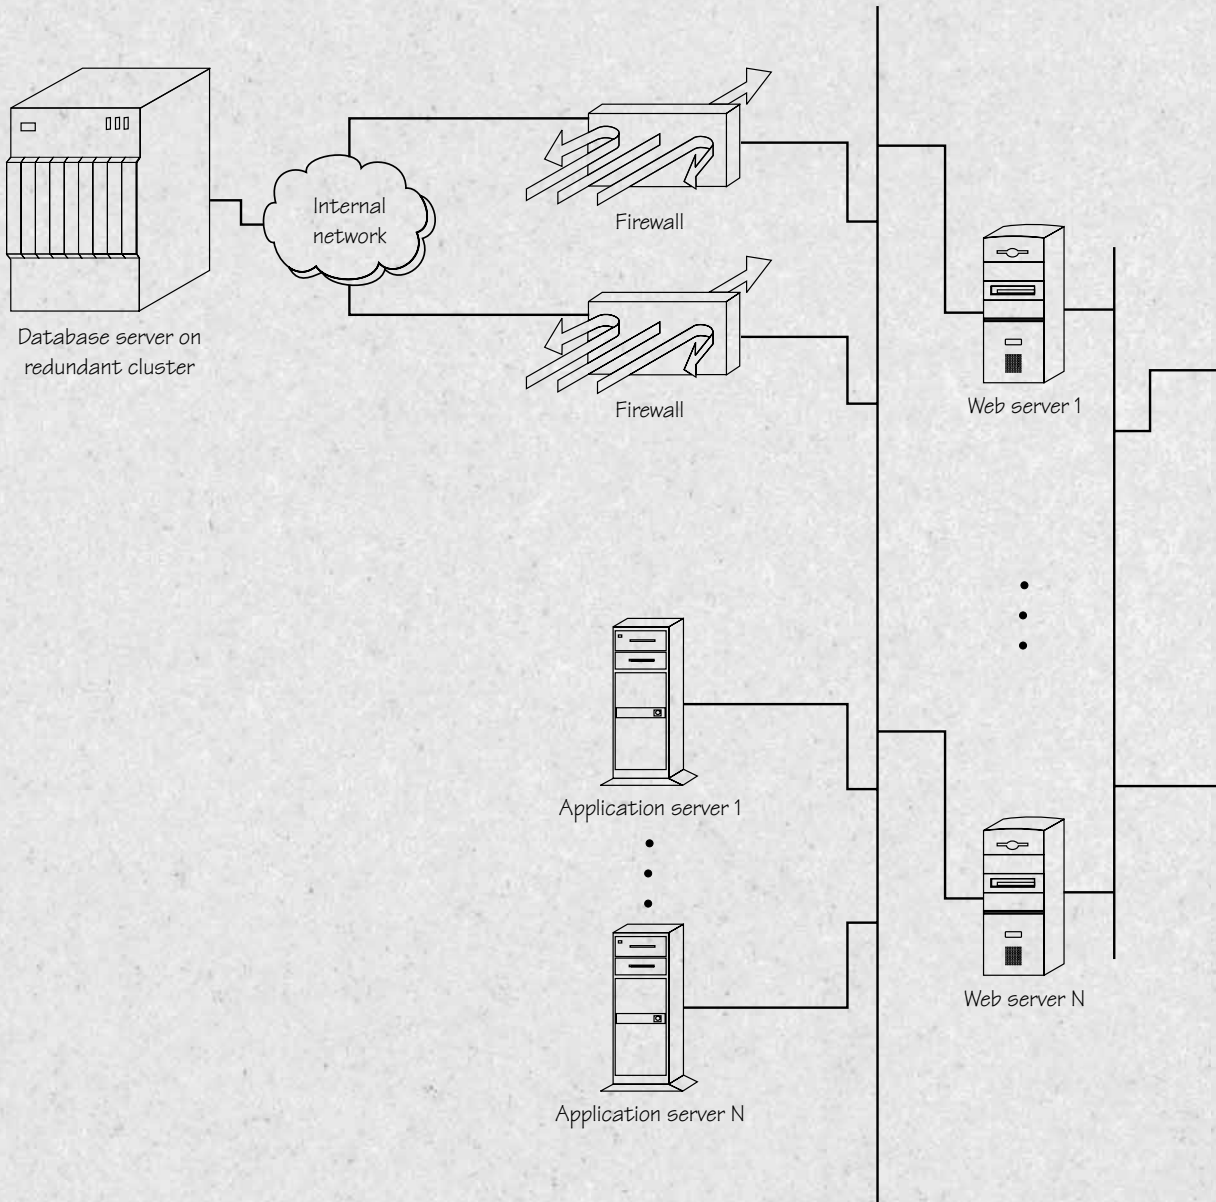 Internal
network
Firewall
Database server on
redundant cluster
Firewall
Web server 1
Application server 1
Web server N
Application server N